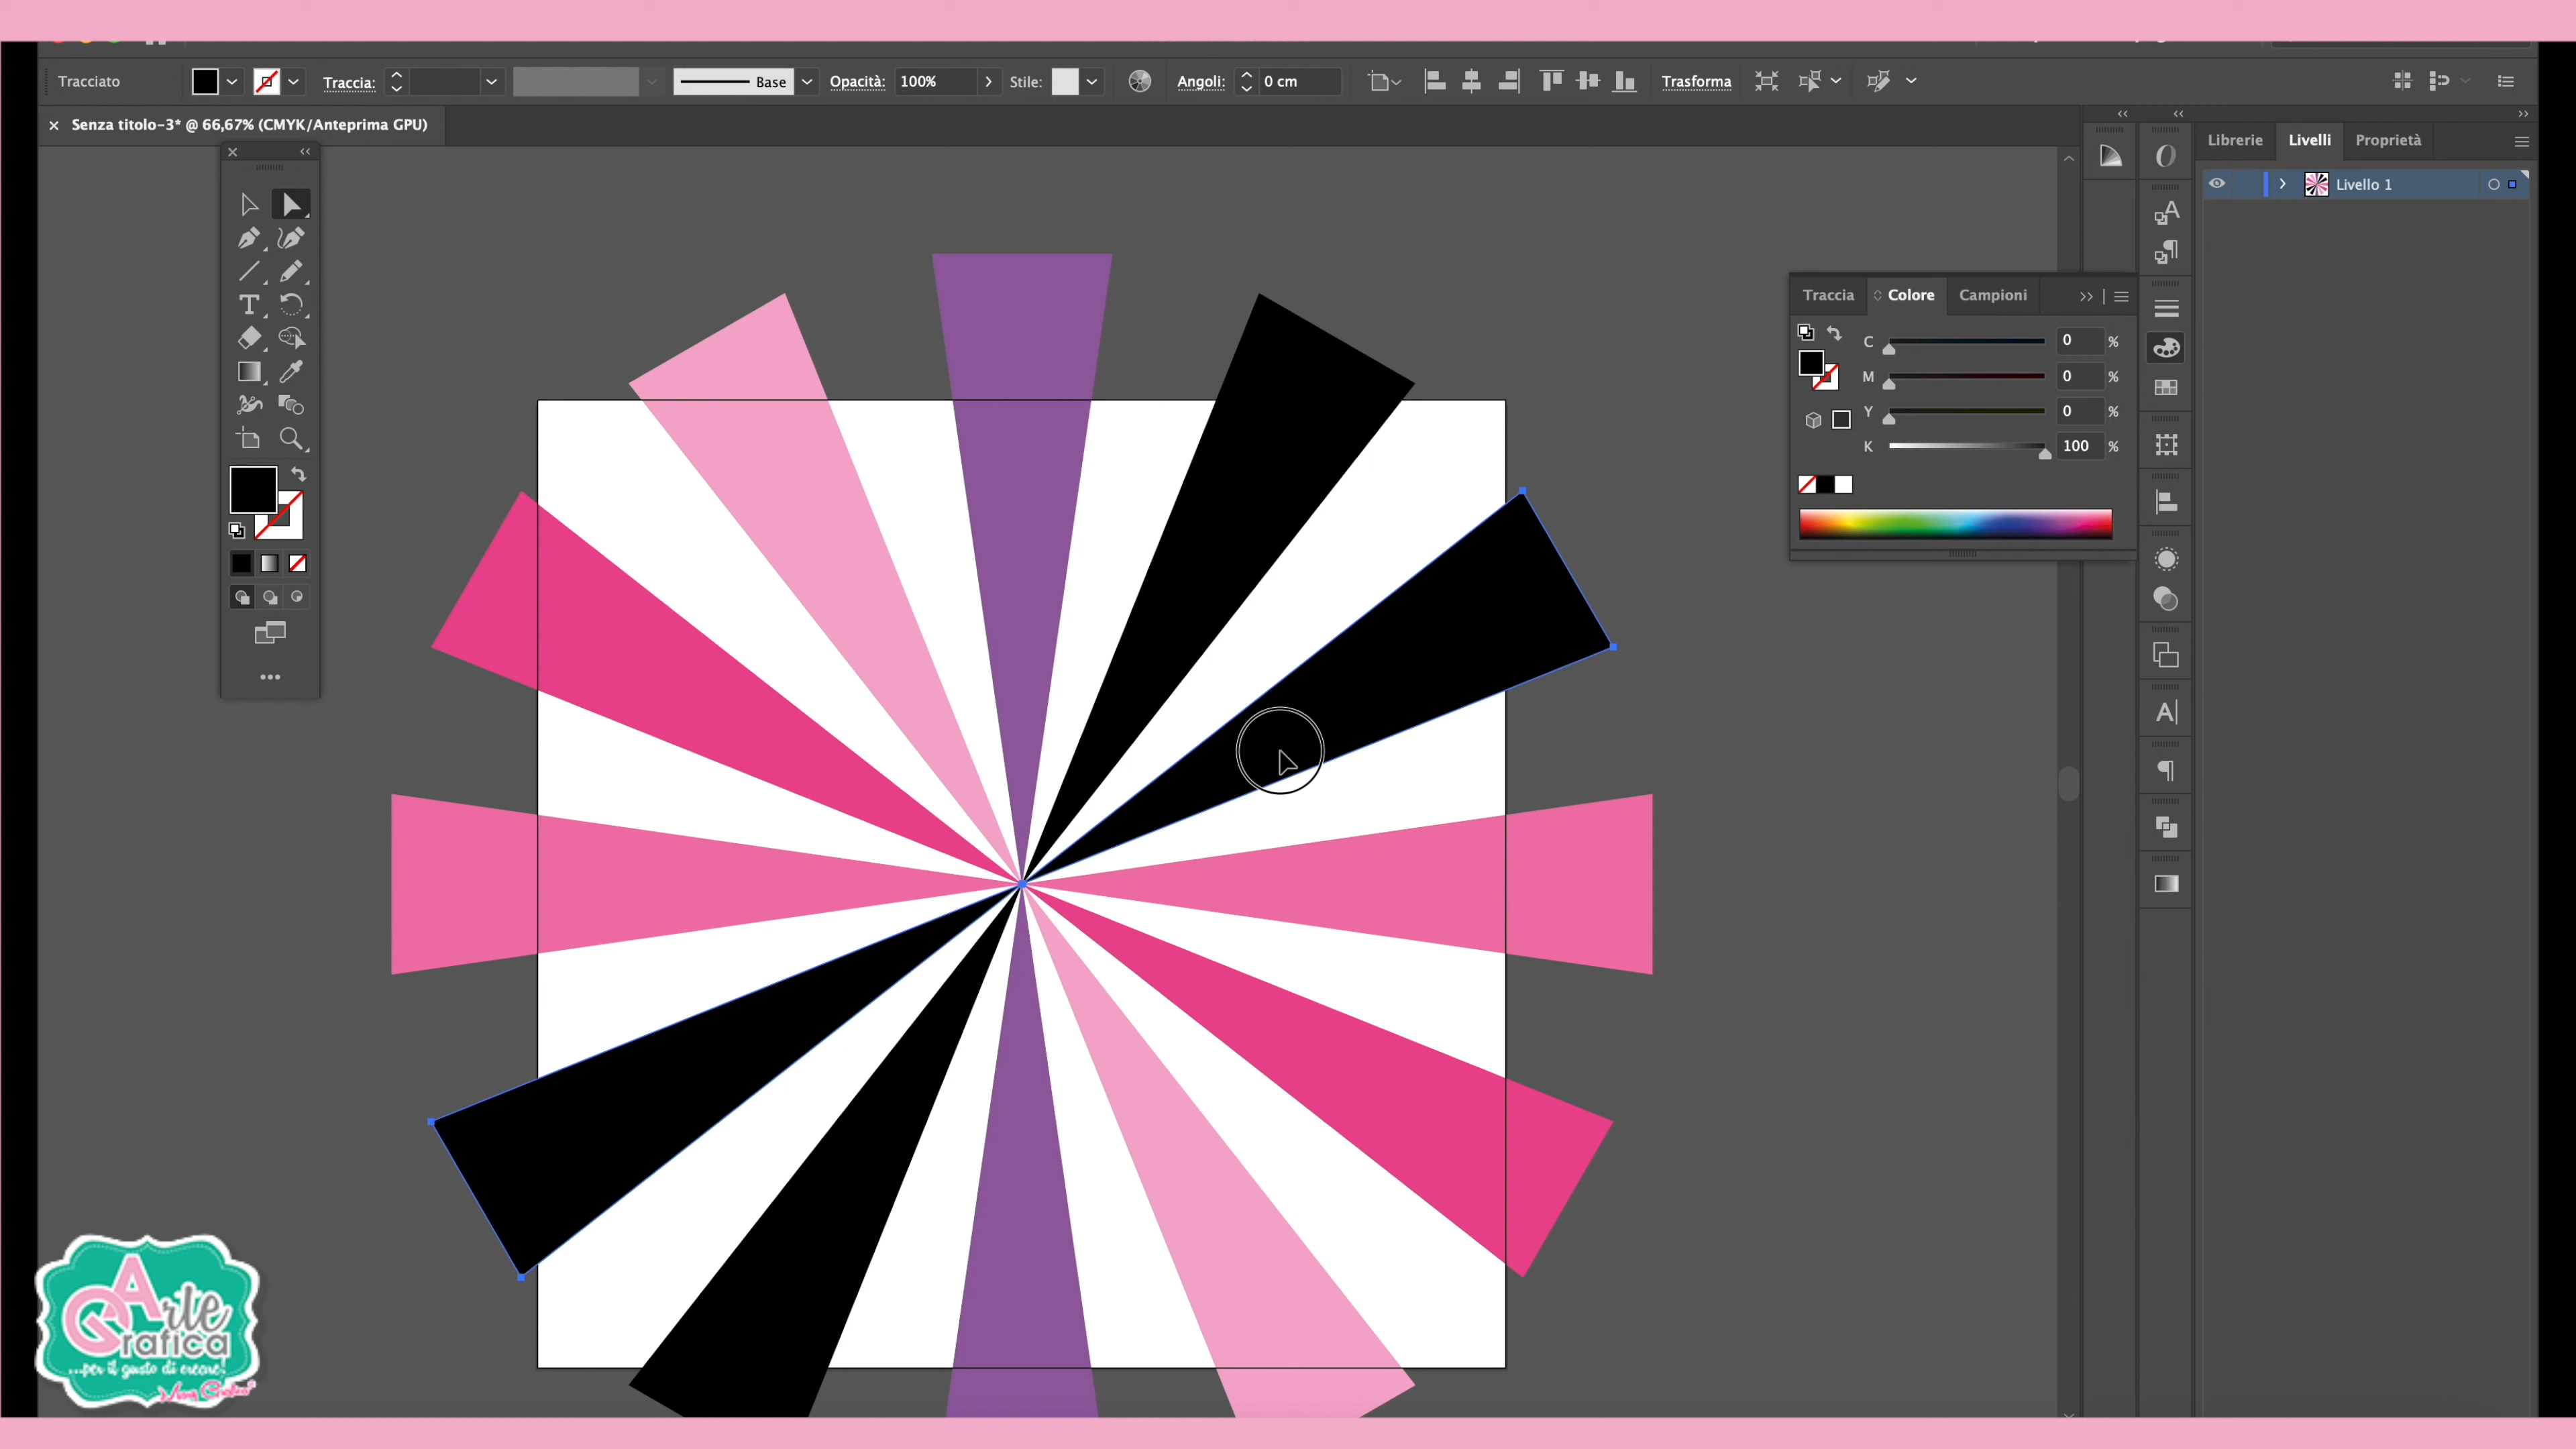 Tracciato
Traccia:
Base
Opacità: 100%
Stile:
Angoli: 0 cm
Trasforma
Senza titolo-3* @ 66,67% (CMYK/Anteprima GPU)
Librerie Livelli Proprietà
Livello 1
Traccia Colore Campioni
C 0 %
M 0 %
Y 0 %
K 100 %
Arte
Grafica
...per il gusto di creare!